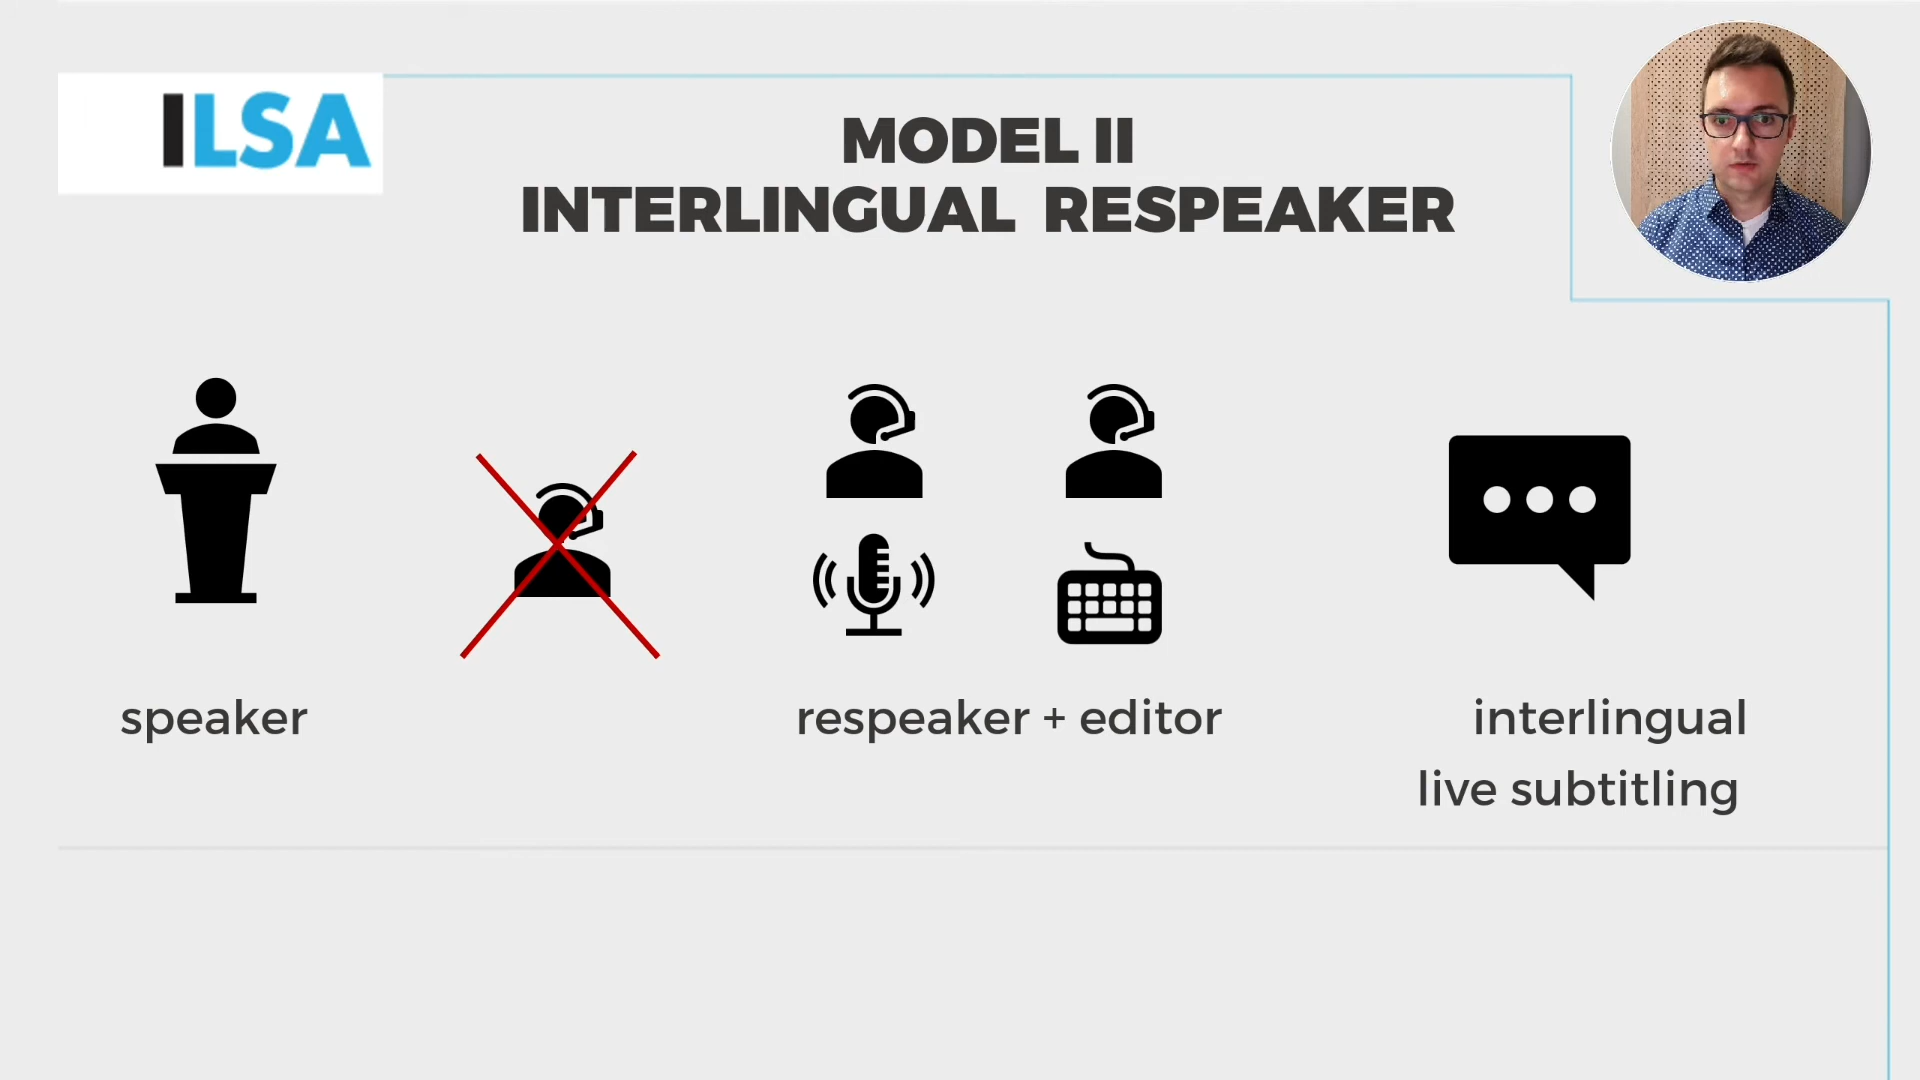 ILSA
MODEL II
INTERLINGUAL RESPEAKER
speaker
respeaker + editor
interlingual
live subtitling